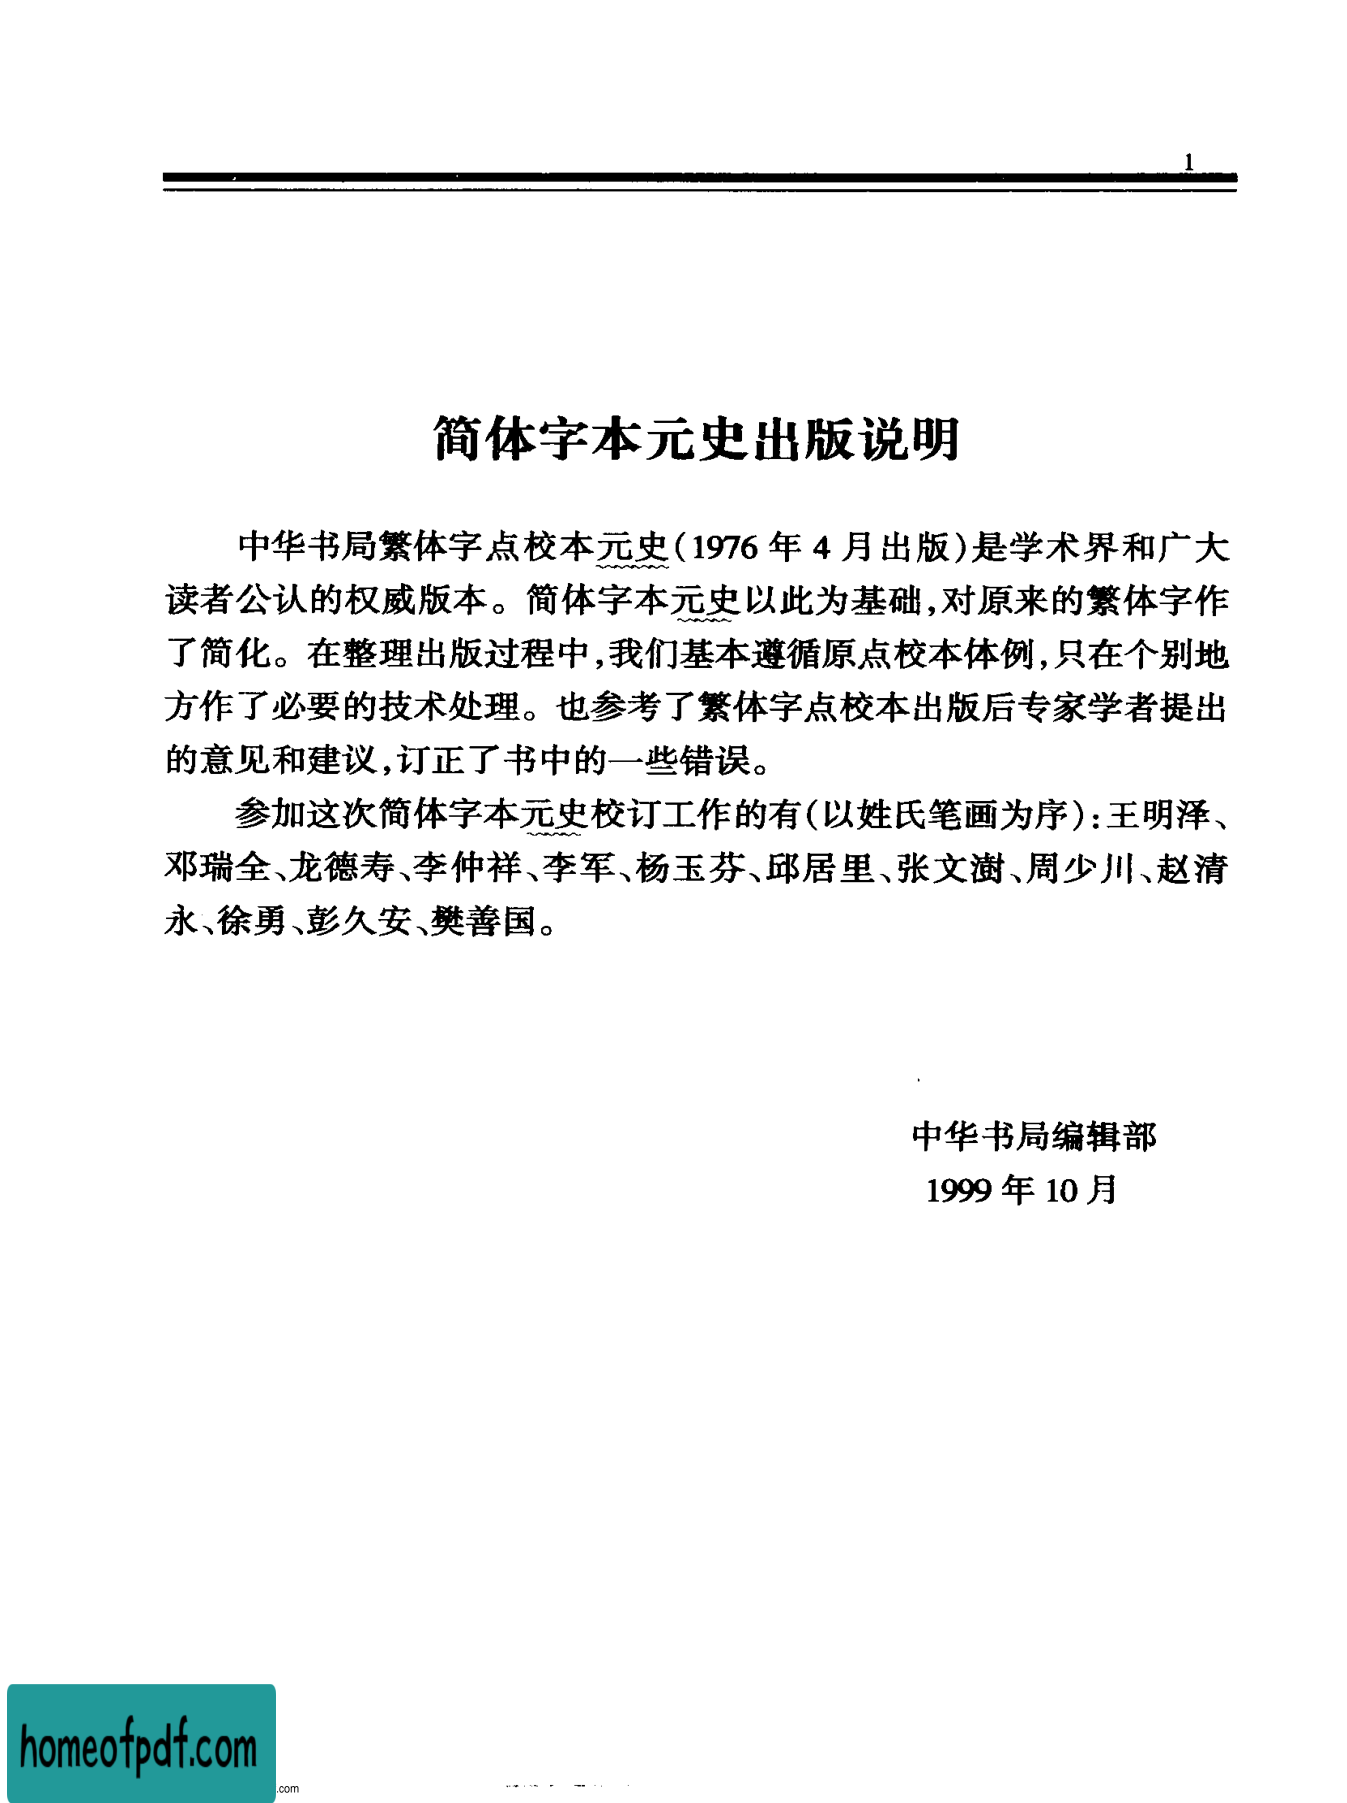 1
简体字本元史出版说明
中华书局繁体字点校本元史(1976 年 4 月出版)是学术界和广大
读者公认的权威版本。简体字本元史以此为基础,对原来的繁体字作
了简化。在整理出版过程中,我们基本遵循原点校本体例,只在个别地
方作了必要的技术处理。也参考了繁体字点校本出版后专家学者提出
的意见和建议,订正了书中的一些错误。
参加这次简体字本元史校订工作的有(以姓氏笔画为序):王明泽、
邓瑞全、龙德寿、李仲祥、李军、杨玉芬、邱居里、张文澍、周少川、赵清
永、徐勇、彭久安、樊善国。
中华书局编辑部
1999 年 10 月
homeofpdf.com
.com